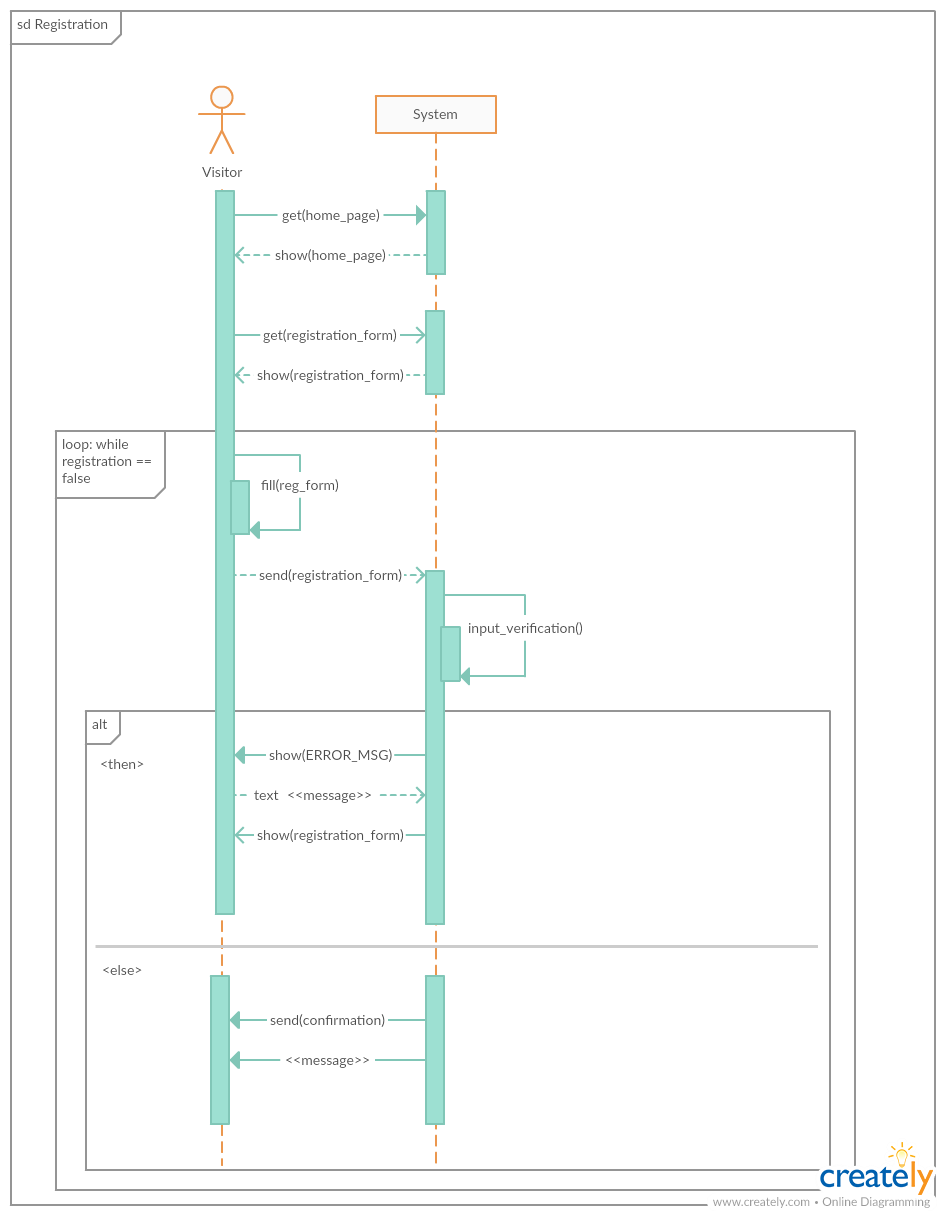 sd Registration
System
Visitor
get(home_page)
show(home_page)
get(registration_form)
show(registration_form)
loop: while
registration ==
false
fill(reg_form)
send(registration_form)
input_verification()
alt
show(ERROR_MSG)
<then>
text <<message>>
show(registration_form)
<else>
send(confirmation)
<<message>>
creately
www.creately.com • Online Diagramming